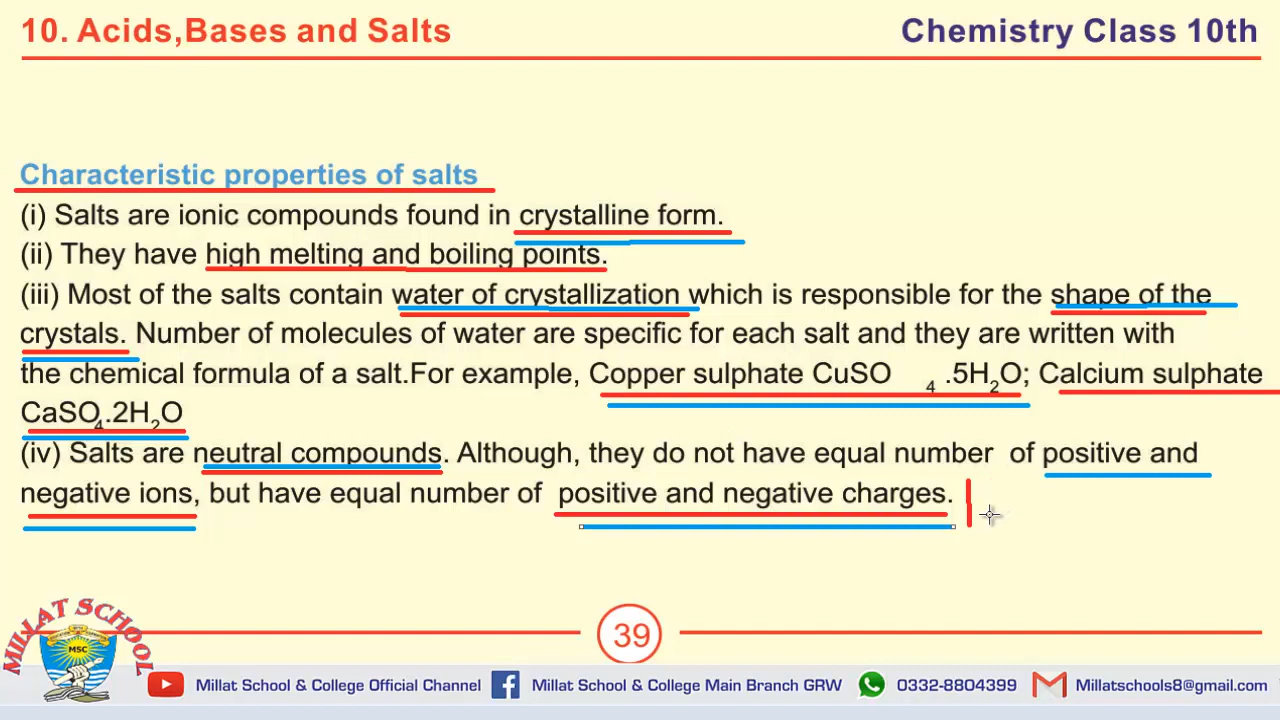 10. Acids,Bases and Salts
Chemistry Class 10th
Characteristic properties of salts
(i) Salts are ionic compounds found in crystalline form.
(ii) They have high melting and boiling points.
(iii) Most of the salts contain water of crystallization which is responsible for the shape of the
crystals. Number of molecules of water are specific for each salt and they are written with
the chemical formula of a salt.For example, Copper sulphate CuSO₄.5H₂O; Calcium sulphate
CaSO₄.2H₂O
(iv) Salts are neutral compounds. Although, they do not have equal number of positive and
negative ions, but have equal number of positive and negative charges.
39
MILLAT SCHOOL
MSC
Millat School & College Official Channel
Millat School & College Main Branch GRW
0332-8804399
Millatschools8@gmail.com